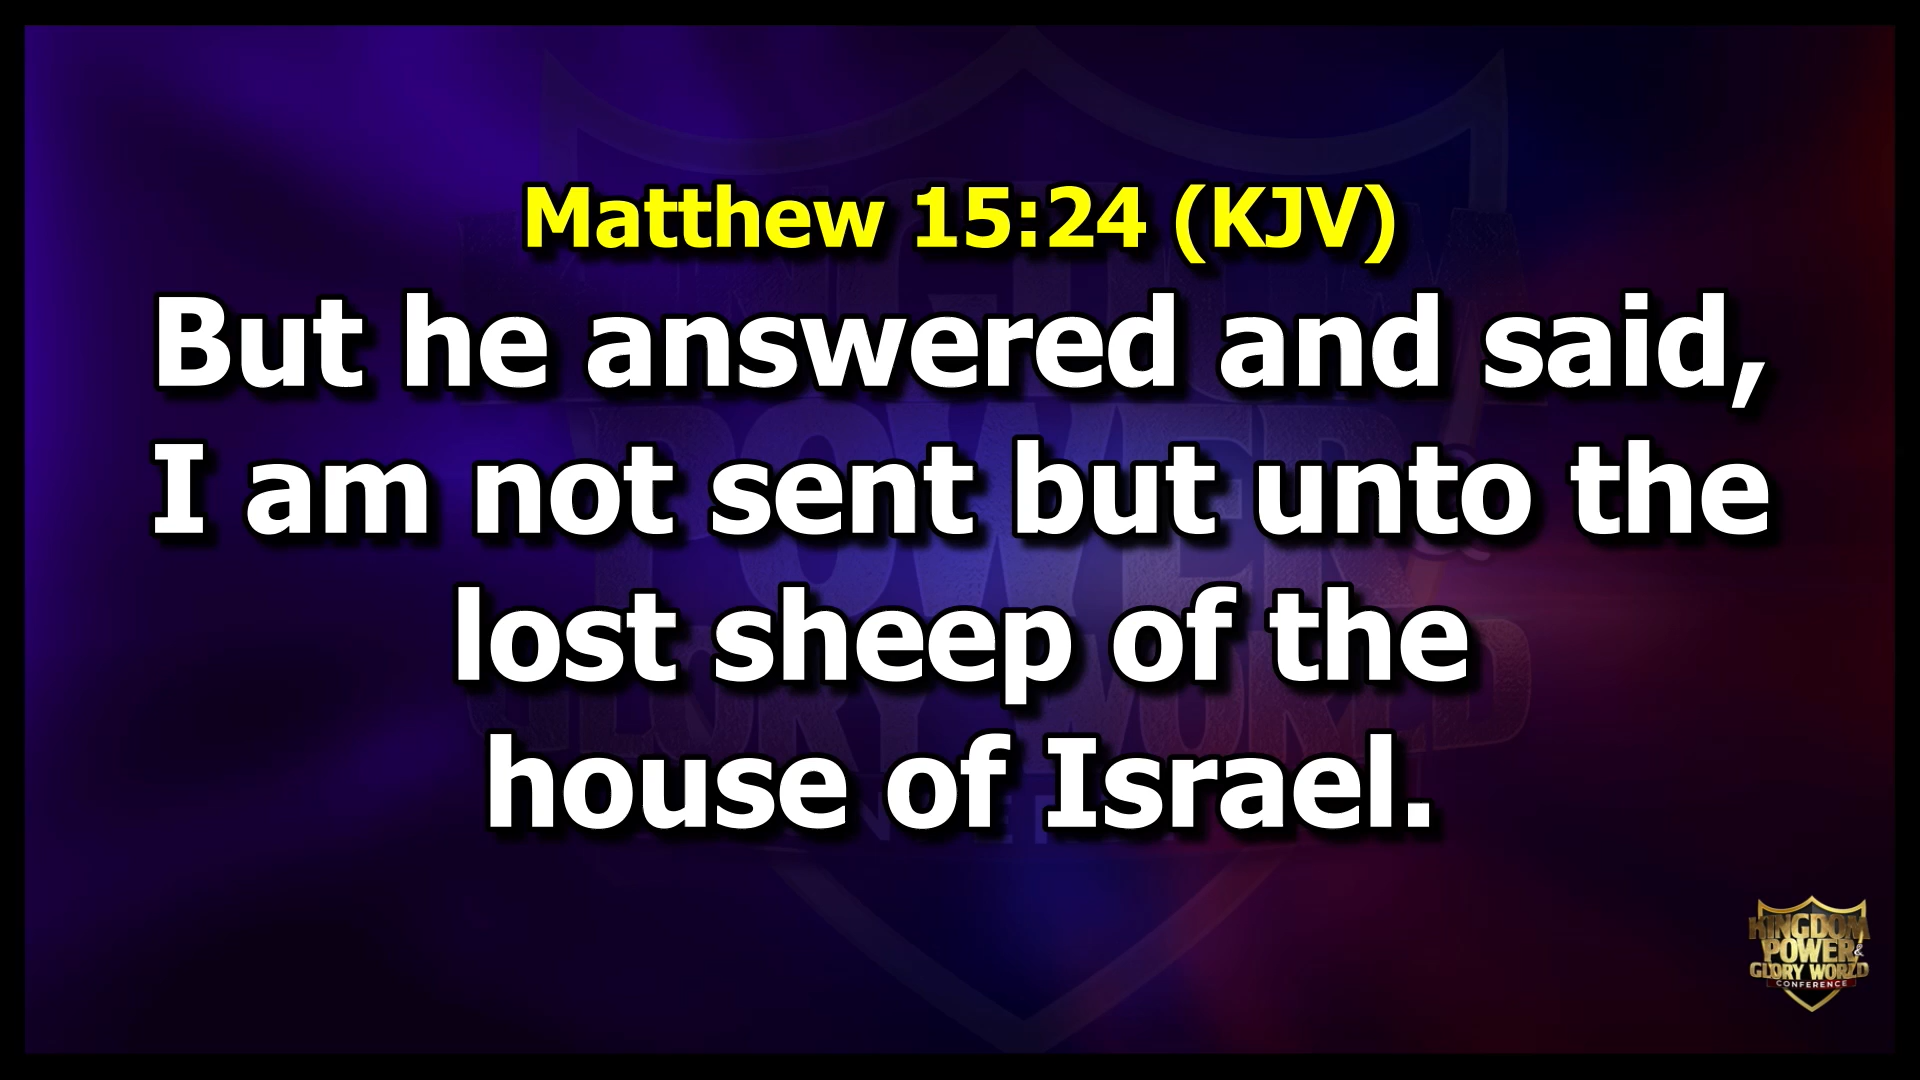 Matthew 15:24 (KJV)
But he answered and said,
I am not sent but unto the
lost sheep of the
house of Israel.
KINGDOM
POWER &
GLORY WORLD
CONFERENCE